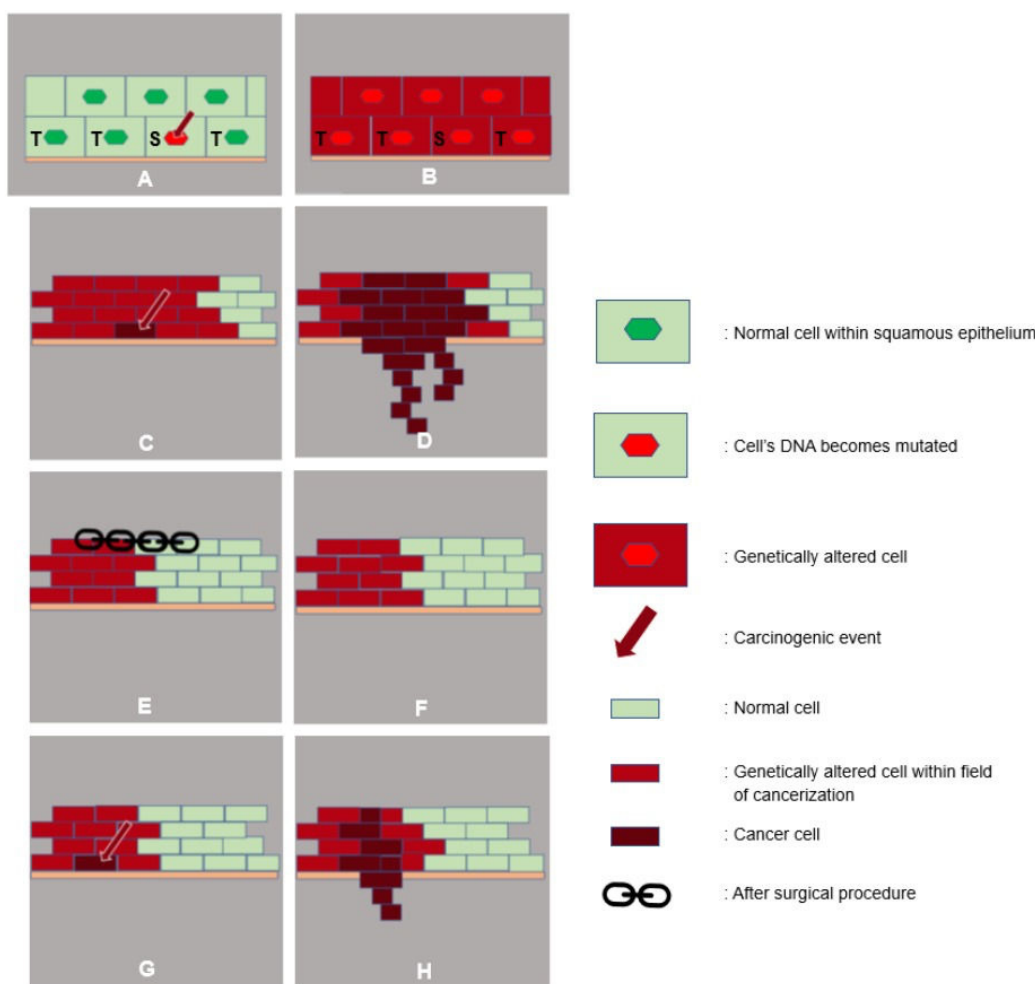 T T S T
A
T T S T
B
C
D
E
F
G
H
: Normal cell within squamous epithelium
: Cell's DNA becomes mutated
: Genetically altered cell
: Carcinogenic event
: Normal cell
: Genetically altered cell within field
of cancerization
: Cancer cell
: After surgical procedure